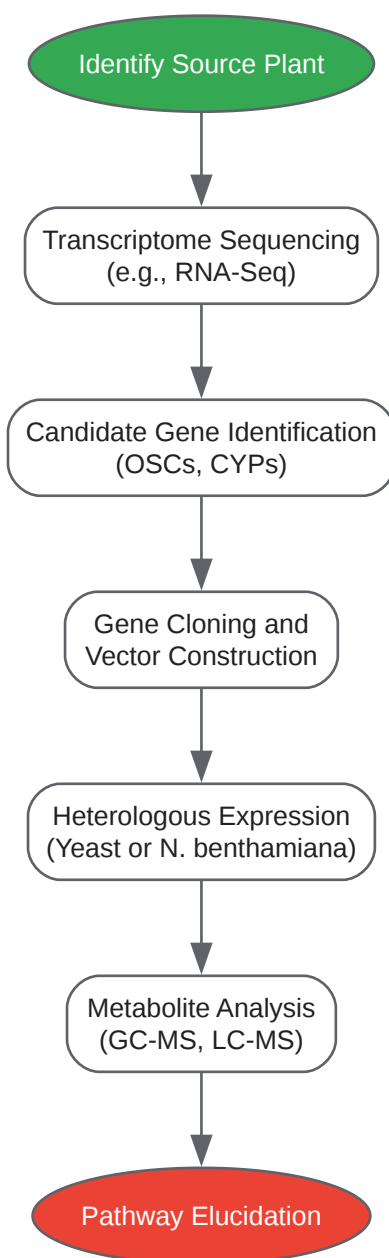 Identify Source Plant
Transcriptome Sequencing
(e.g., RNA-Seq)
Candidate Gene Identification
(OSCs, CYPs)
Gene Cloning and
Vector Construction
Heterologous Expression
(Yeast or N. benthamiana)
Metabolite Analysis
(GC-MS, LC-MS)
Pathway Elucidation